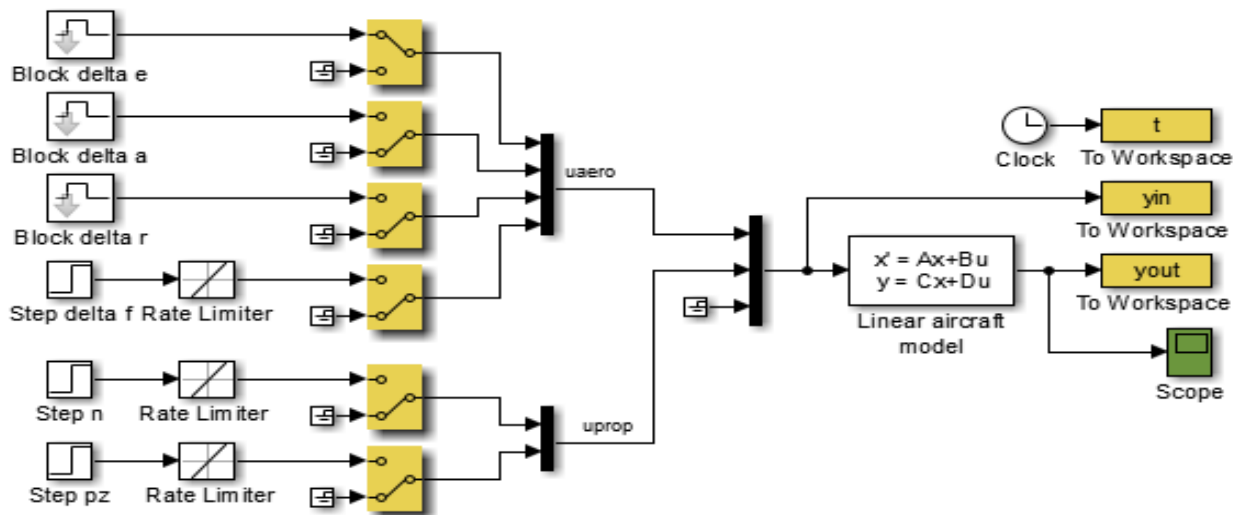 Block delta e
Block delta a
Block delta r
Step delta f Rate Limiter
Step n Rate Limiter
Step pz Rate Limiter
uaero
uprop
x' = Ax+Bu
y = Cx+Du
Linear aircraft
model
Clock
t
To Workspace
yin
To Workspace
yout
To Workspace
Scope